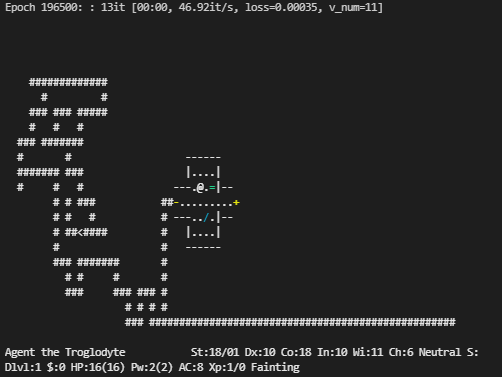 Epoch 196500: : 13it [00:00, 46.92it/s, loss=0.00035, v_num=11]
#############
#         #
### ### #####
#   #   #
### #######
#       #                   ------
####### ###                 |....|
#     #   #               ---.@.=|--
# # ###           ##-.........+
# #   #           # ---../.|--
# ##<####         #   |....|
#                 #   ------
### #######       #
# #     #       #
###     ### ### #
# # # #
### ###################################################
Agent the Troglodyte           St:18/01 Dx:10 Co:18 In:10 Wi:11 Ch:6 Neutral S:
Dlvl:1 $:0 HP:16(16) Pw:2(2) AC:8 Xp:1/0 Fainting